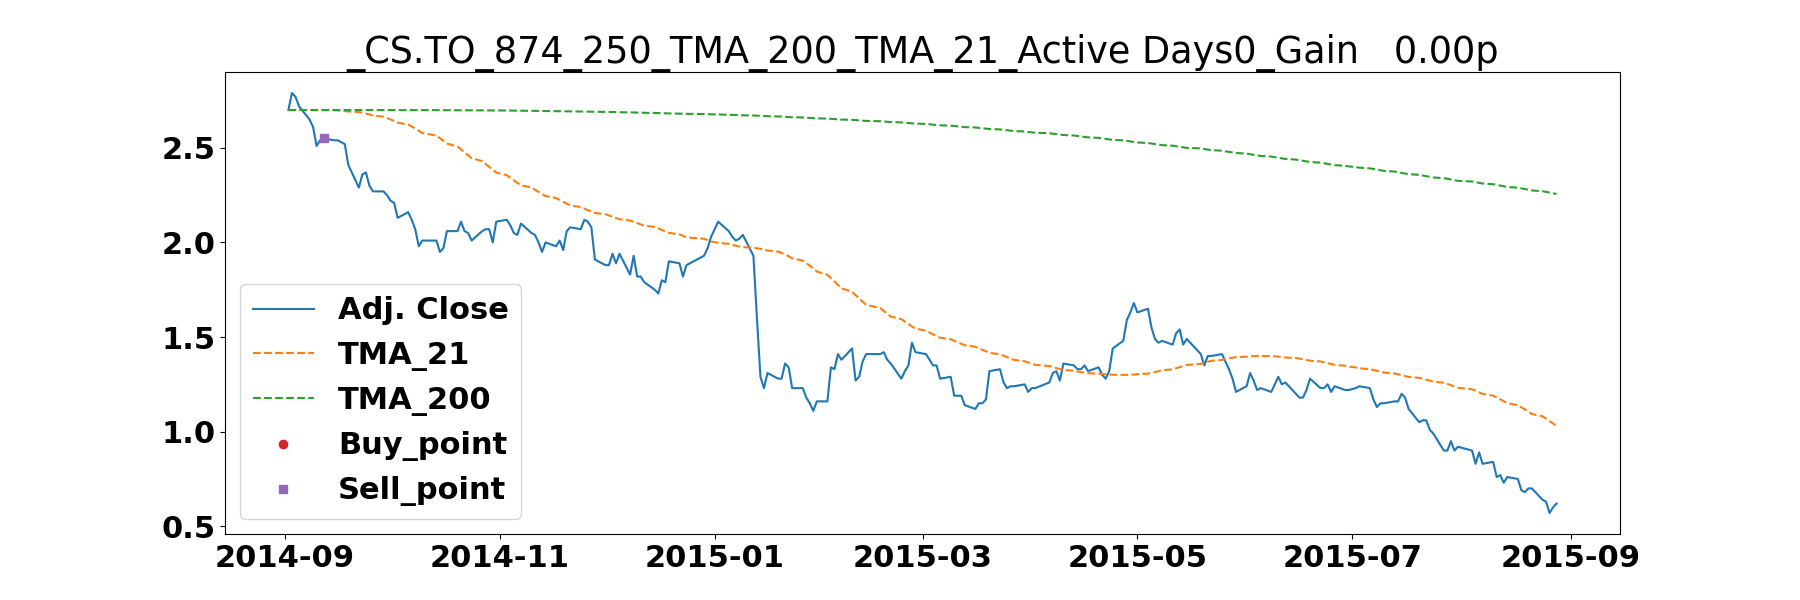 _CS.TO_874_250_TMA_200_TMA_21_Active Days0_Gain   0.00p
2.5
2.0
1.5
1.0
0.5
Adj. Close
TMA_21
TMA_200
Buy_point
Sell_point
2014-09 2014-11 2015-01 2015-03 2015-05 2015-07 2015-09